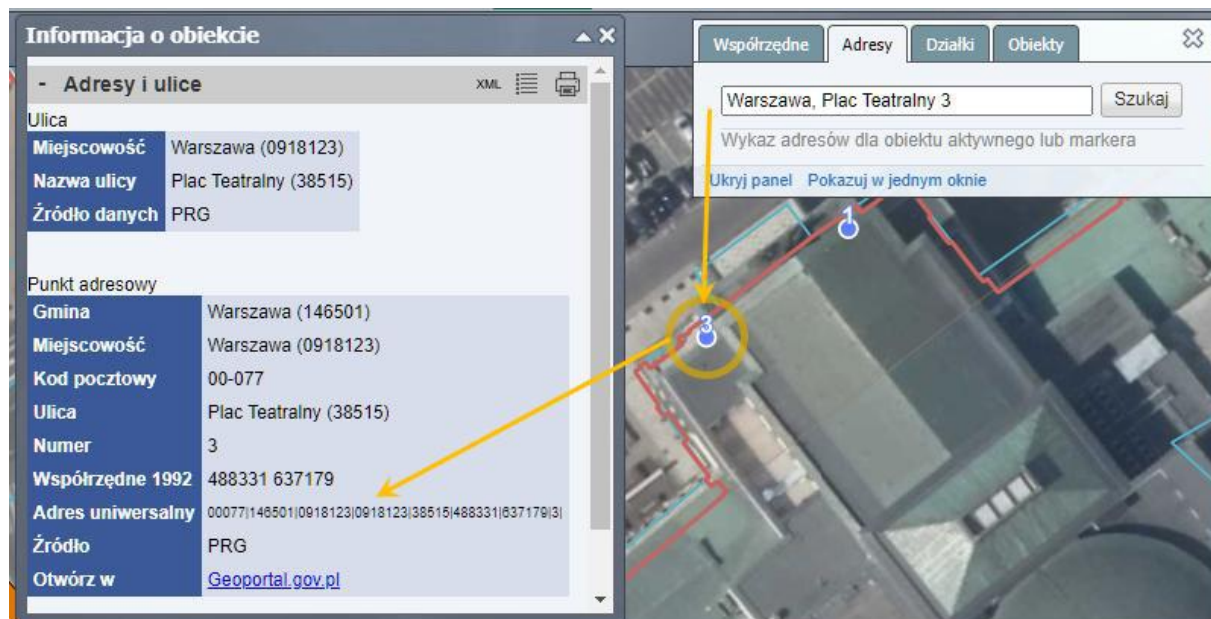 Informacja o obiekcie
- Adresy i ulice XML
Ulica
Miejscowość Warszawa (0918123)
Nazwa ulicy Plac Teatralny (38515)
Źródło danych PRG
Punkt adresowy
Gmina Warszawa (146501)
Miejscowość Warszawa (0918123)
Kod pocztowy 00-077
Ulica Plac Teatralny (38515)
Numer 3
Współrzędne 1992 488331 637179
Adres uniwersalny 00077|146501|0918123|0918123|38515|488331|637179|3|
Źródło PRG
Otwórz w Geoportal.gov.pl
Współrzędne Adresy Działki Obiekty
Warszawa, Plac Teatralny 3 Szukaj
Wykaz adresów dla obiektu aktywnego lub markera
Ukryj panel Pokazuj w jednym oknie
1
3